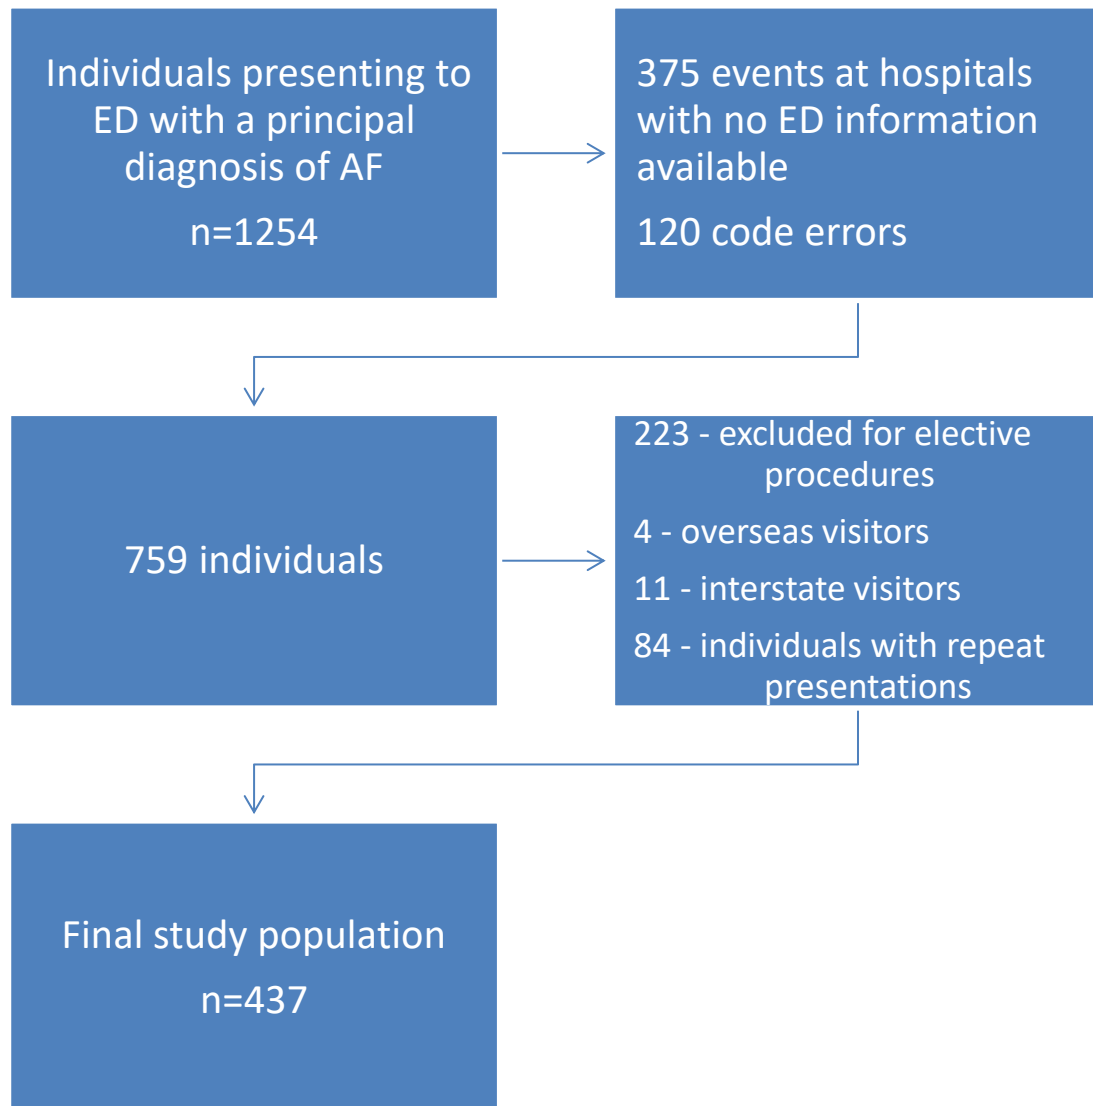 Individuals presenting to
ED with a principal
diagnosis of AF
n=1254
375 events at hospitals
with no ED information
available
120 code errors
759 individuals
223 - excluded for elective
procedures
4 - overseas visitors
11 - interstate visitors
84 - individuals with repeat
presentations
Final study population
n=437